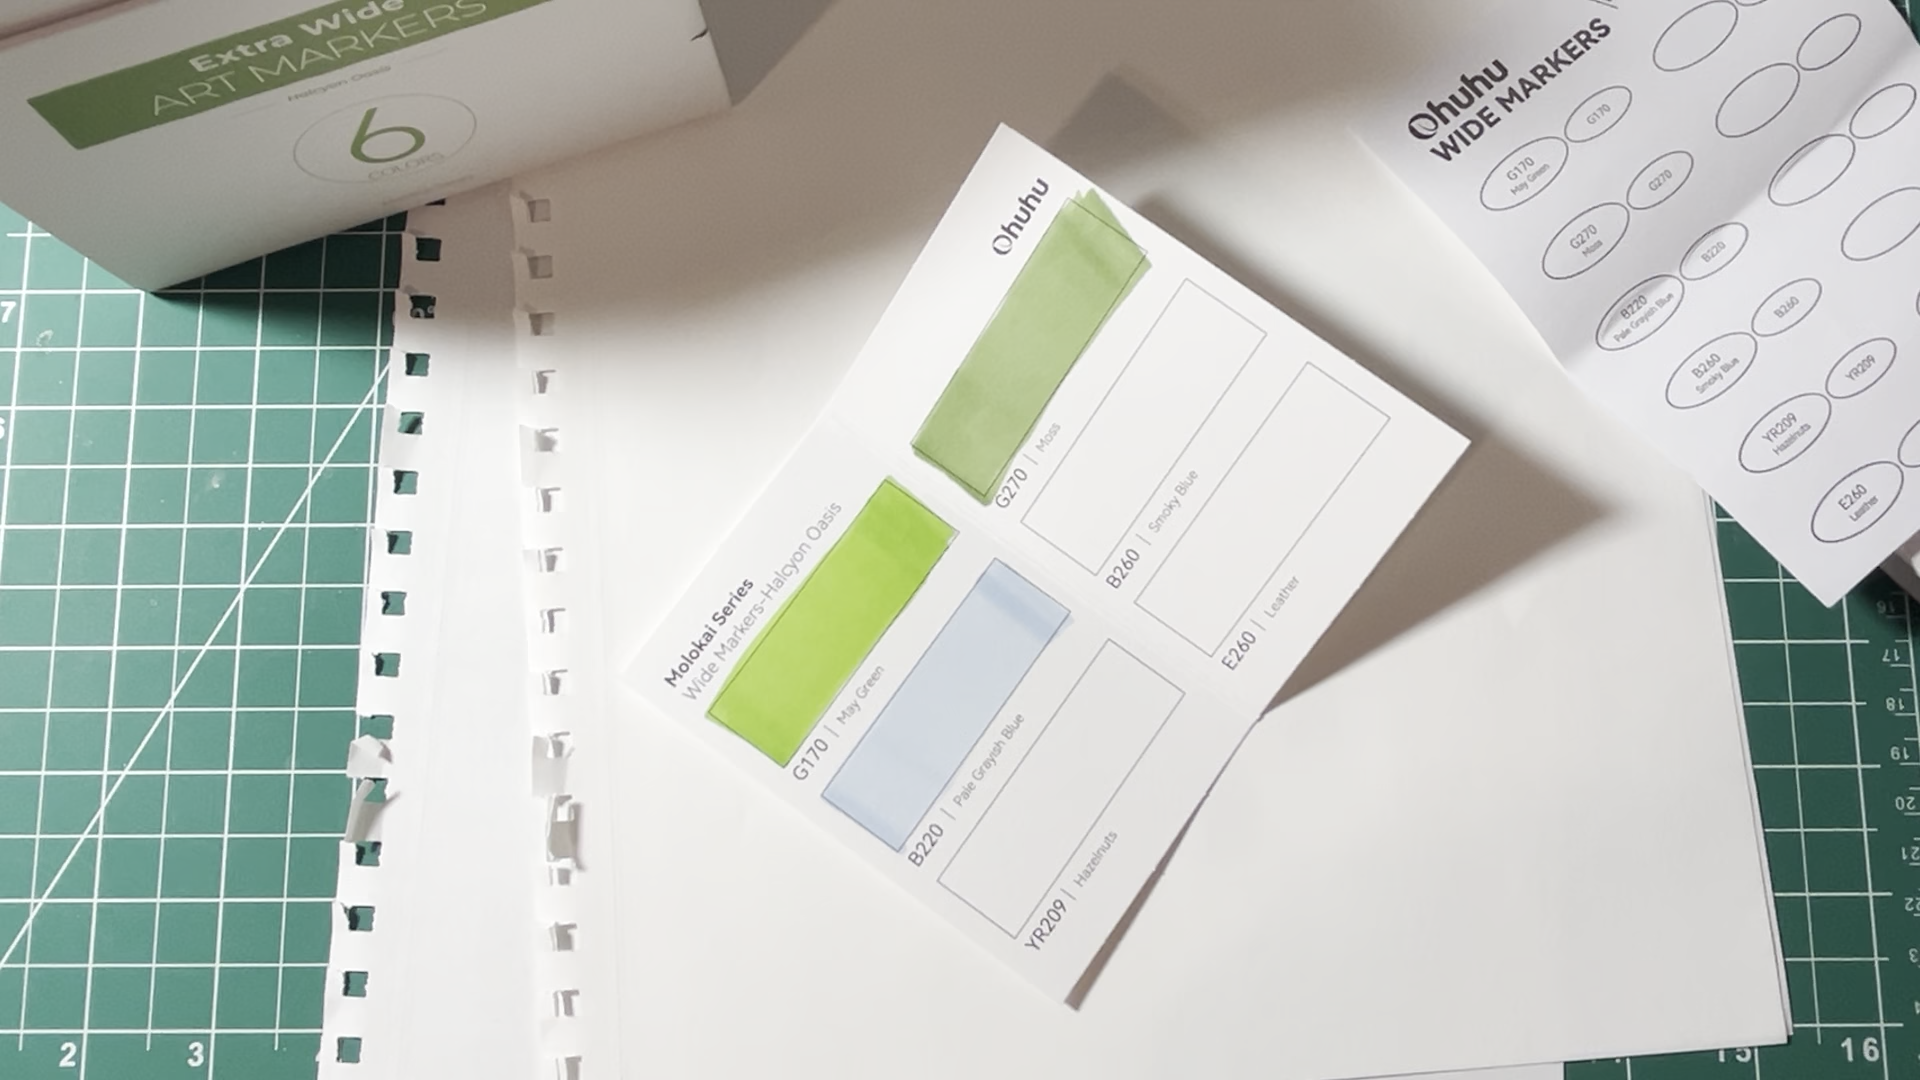 Extra Wide
ART MARKERS
Halcyon Oasis
6
COLORS
Ohuhu
G270 | Moss
B260 | Smoky Blue
E260 | Leather
Molokai Series
Wide Markers-Halcyon Oasis
G170 | May Green
B220 | Pale Grayish Blue
YR209 | Hazelnuts
Ohuhu
WIDE MARKERS
G170
May Green
G170
G270
Moss
G270
B220
Pale Grayish Blue
B220
B260
Smoky Blue
B260
YR209
Hazelnuts
YR209
E260
Leather
7
2
3
15
16
16
17
18
19
20
21
22